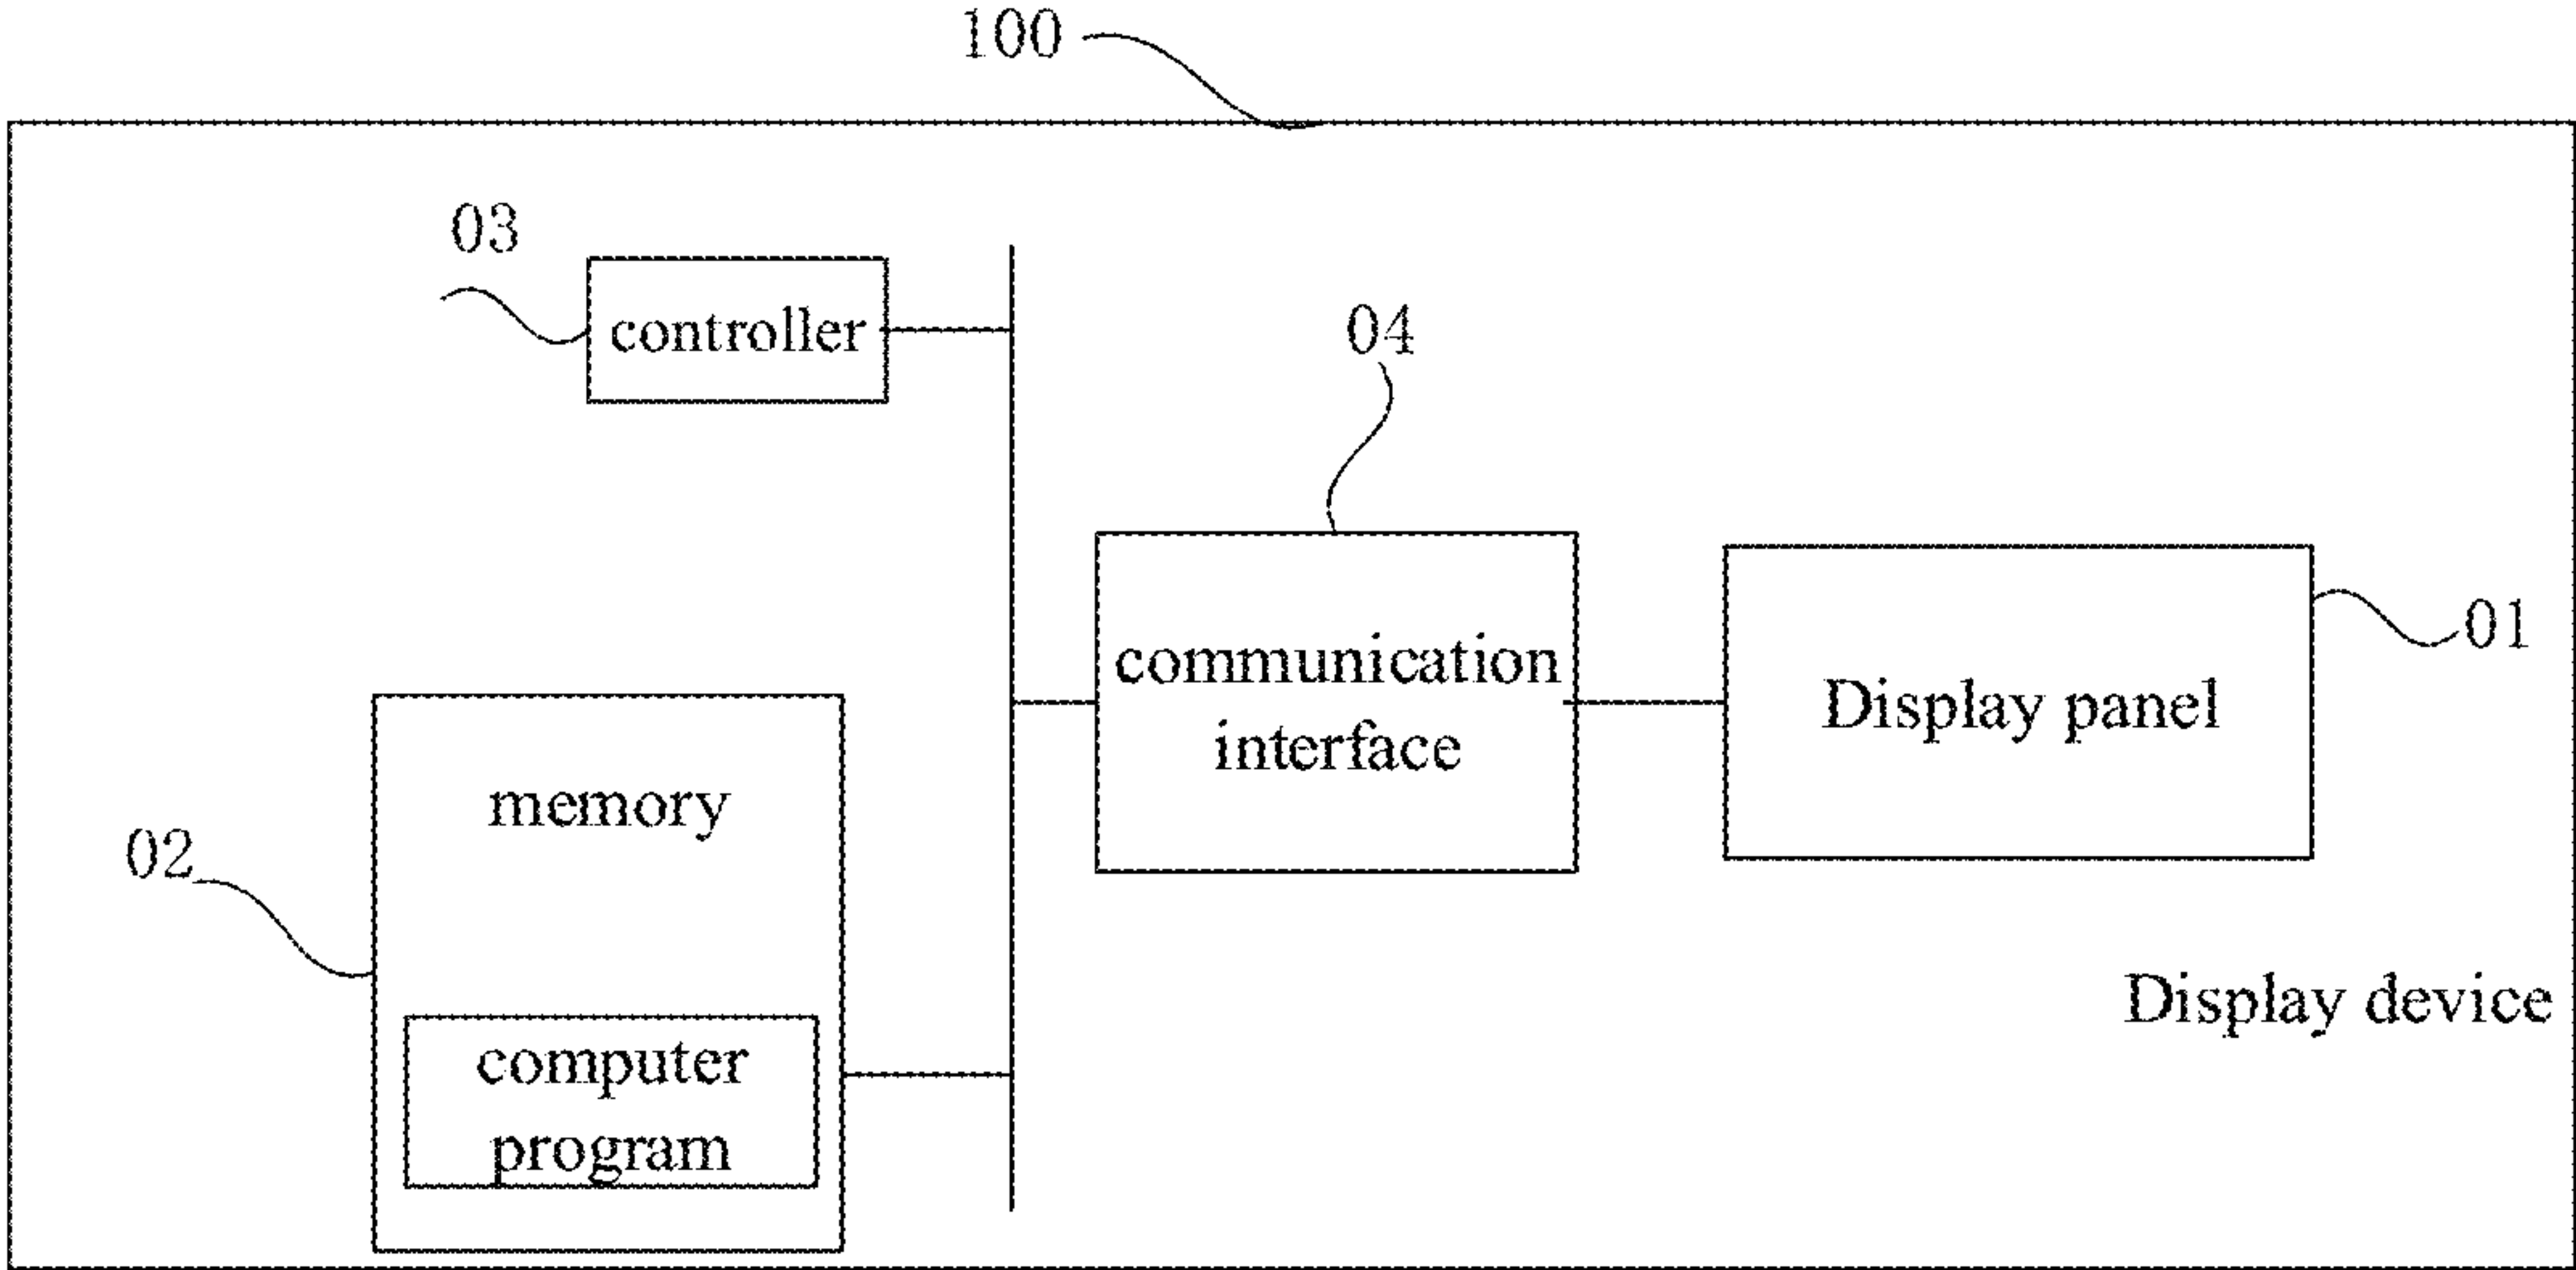 100
03
controller
04
communication
interface
Display panel
01
memory
02
computer
program
Display device